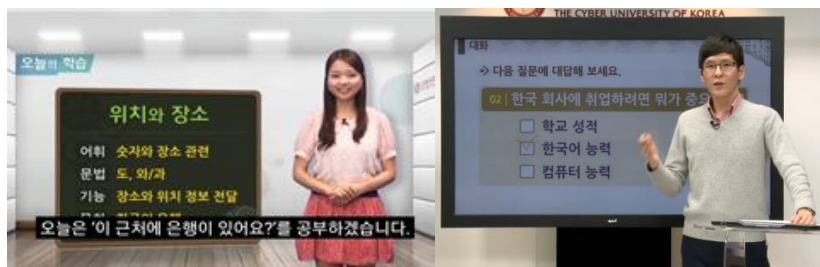 오늘의 학습
위치와 장소
어휘 숫자와 장소 관련
문법 도, 와/과
기능 장소와 위치 정보 전달
오늘은 '이 근처에 은행이 있어요?'를 공부하겠습니다.
THE CYBER UNIVERSITY OF KOREA
대화
다음 질문에 대답해 보세요.
02 한국 회사에 취업하려면 뭐가
학교 성적
한국어 능력
컴퓨터 능력